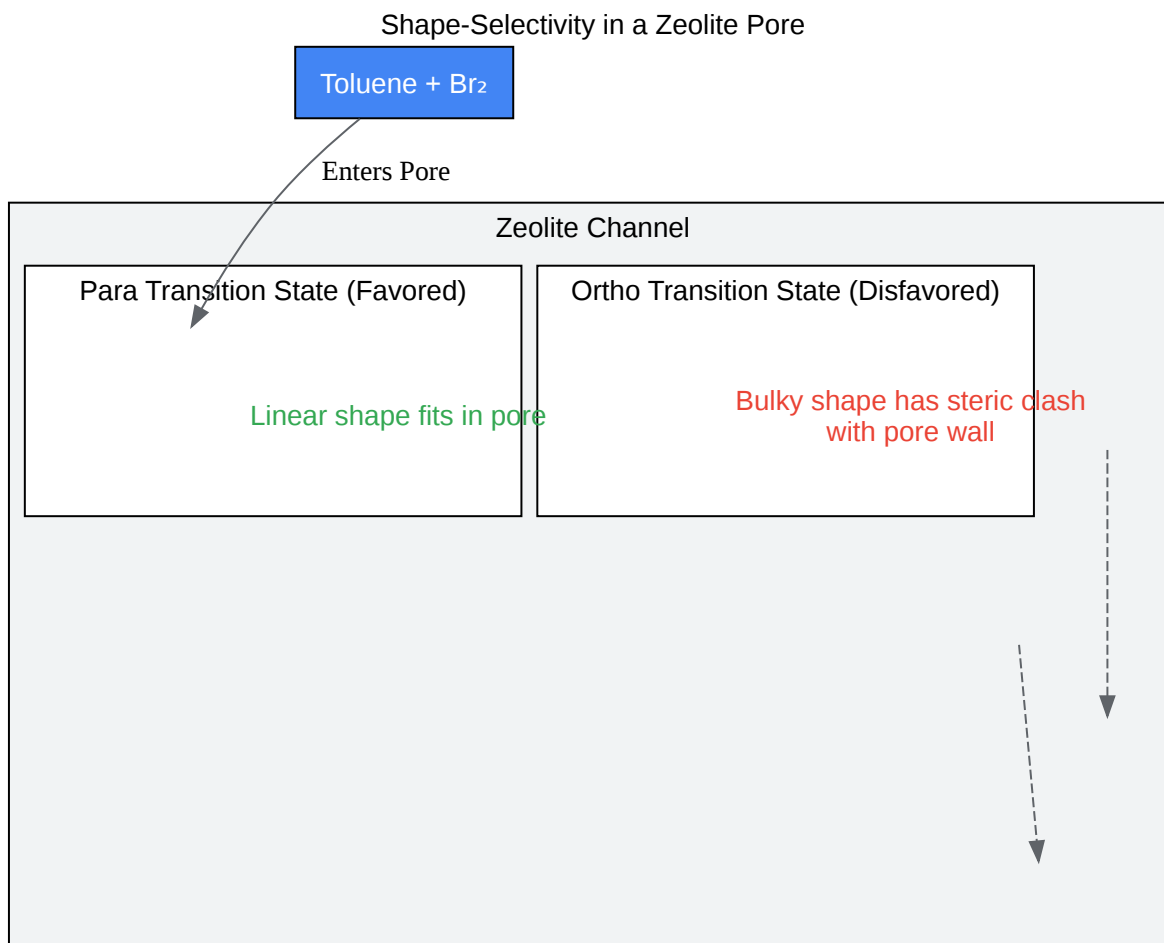 Shape-Selectivity in a Zeolite Pore
Toluene + Br₂
Enters Pore
Zeolite Channel
Para Transition State (Favored)
Ortho Transition State (Disfavored)
Linear shape fits in pore
Bulky shape has steric clash
with pore wall